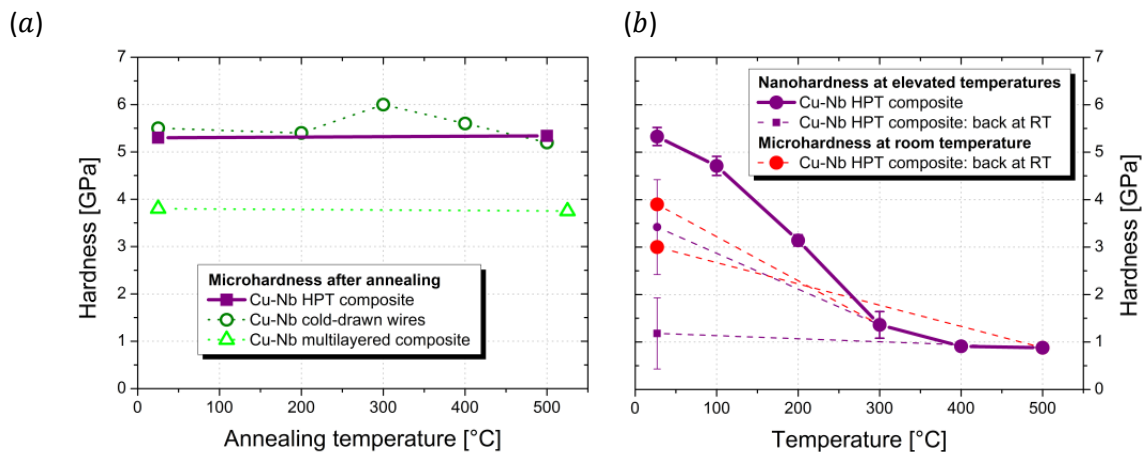 (a)
(b)
7
6
5
4
3
2
1
0
Hardness [GPa]
Microhardness after annealing
Cu-Nb HPT composite
Cu-Nb cold-drawn wires
Cu-Nb multilayered composite
0 100 200 300 400 500
Annealing temperature [°C]
Nanohardness at elevated temperatures
Cu-Nb HPT composite
Cu-Nb HPT composite: back at RT
Microhardness at room temperature
Cu-Nb HPT composite: back at RT
7
6
5
4
3
2
1
0
Hardness [GPa]
0 100 200 300 400 500
Temperature [°C]